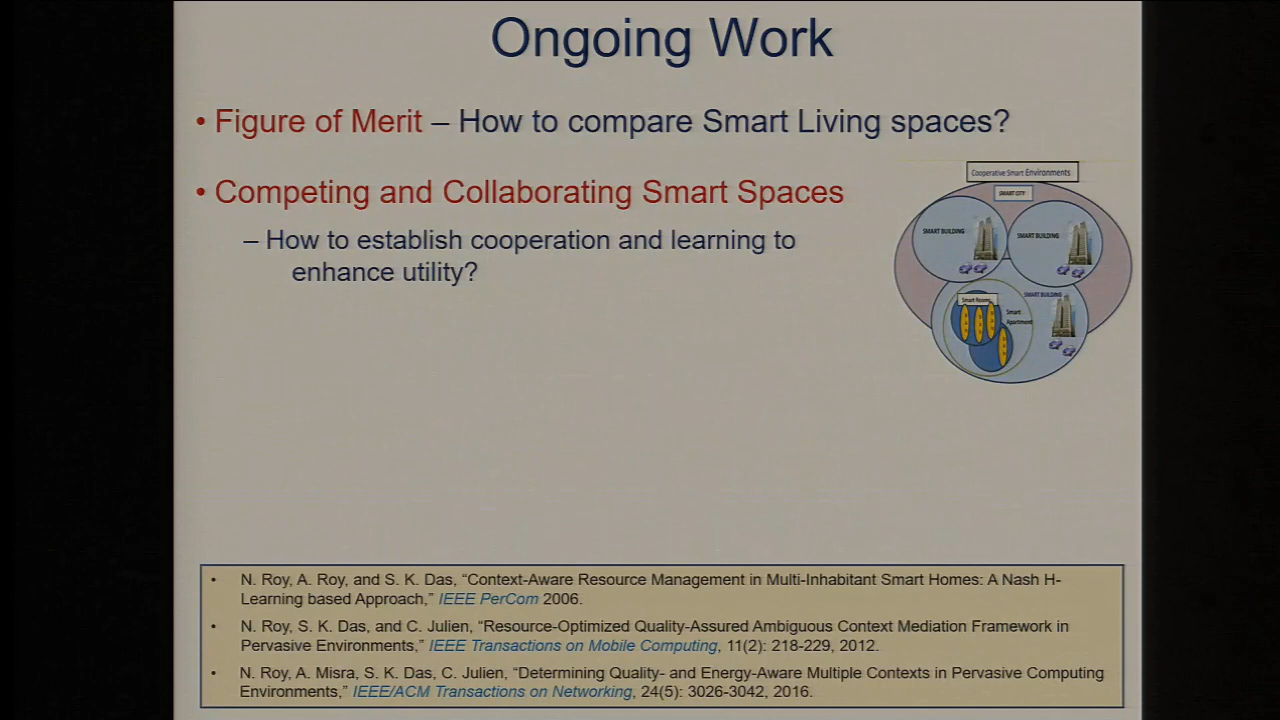 Ongoing Work
• Figure of Merit – How to compare Smart Living spaces?
• Competing and Collaborating Smart Spaces
– How to establish cooperation and learning to
enhance utility?
Cooperative Smart Environments
SMART CITY
SMART BUILDING
SMART BUILDING
SMART BUILDING
Smart Rooms
Smart
Apartment
• N. Roy, A. Roy, and S. K. Das, “Context-Aware Resource Management in Multi-Inhabitant Smart Homes: A Nash H-
Learning based Approach,” IEEE PerCom 2006.
• N. Roy, S. K. Das, and C. Julien, “Resource-Optimized Quality-Assured Ambiguous Context Mediation Framework in
Pervasive Environments,” IEEE Transactions on Mobile Computing, 11(2): 218-229, 2012.
• N. Roy, A. Misra, S. K. Das, C. Julien, “Determining Quality- and Energy-Aware Multiple Contexts in Pervasive Computing
Environments,” IEEE/ACM Transactions on Networking, 24(5): 3026-3042, 2016.